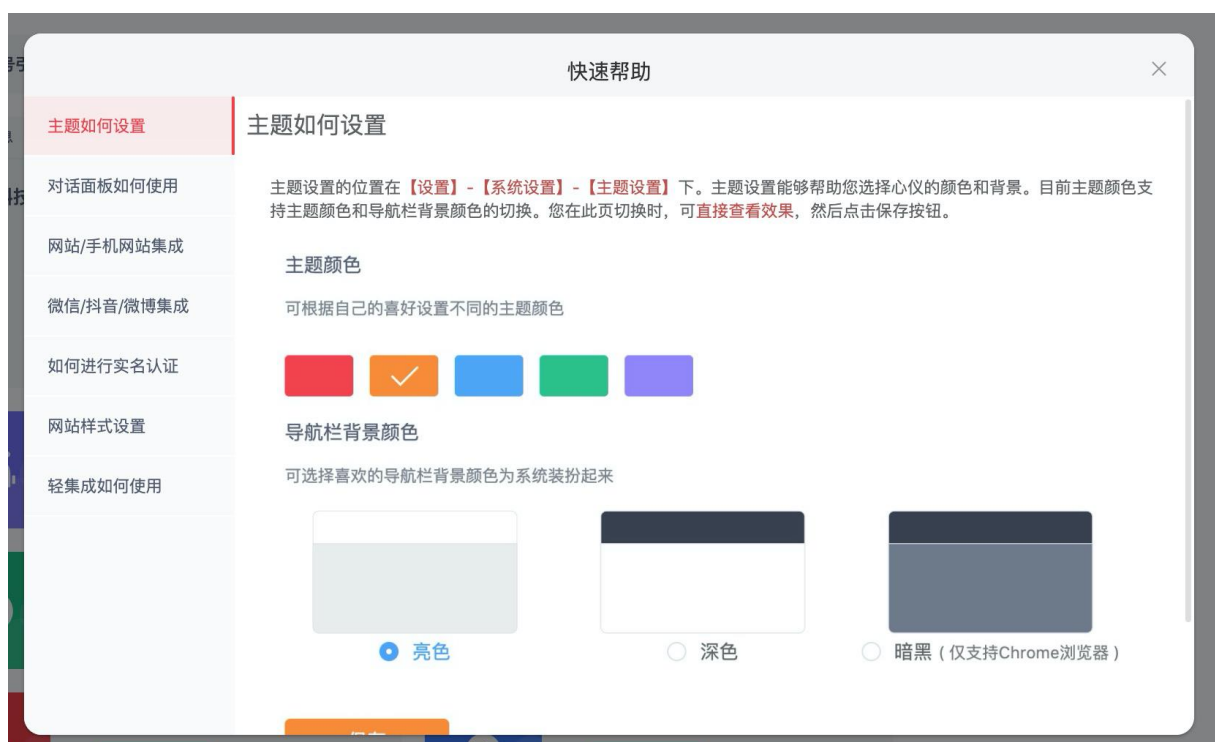 快速帮助
主题如何设置
对话面板如何使用
网站/手机网站集成
微信/抖音/微博集成
如何进行实名认证
网站样式设置
轻集成如何使用
主题如何设置
主题设置的位置在【设置】-【系统设置】-【主题设置】下。主题设置能够帮助您选择心仪的颜色和背景。目前主题颜色支
持主题颜色和导航栏背景颜色的切换。您在此页切换时，可直接查看效果，然后点击保存按钮。
主题颜色
可根据自己的喜好设置不同的主题颜色
导航栏背景颜色
可选择喜欢的导航栏背景颜色为系统装扮起来
亮色
深色
暗黑（仅支持Chrome浏览器）